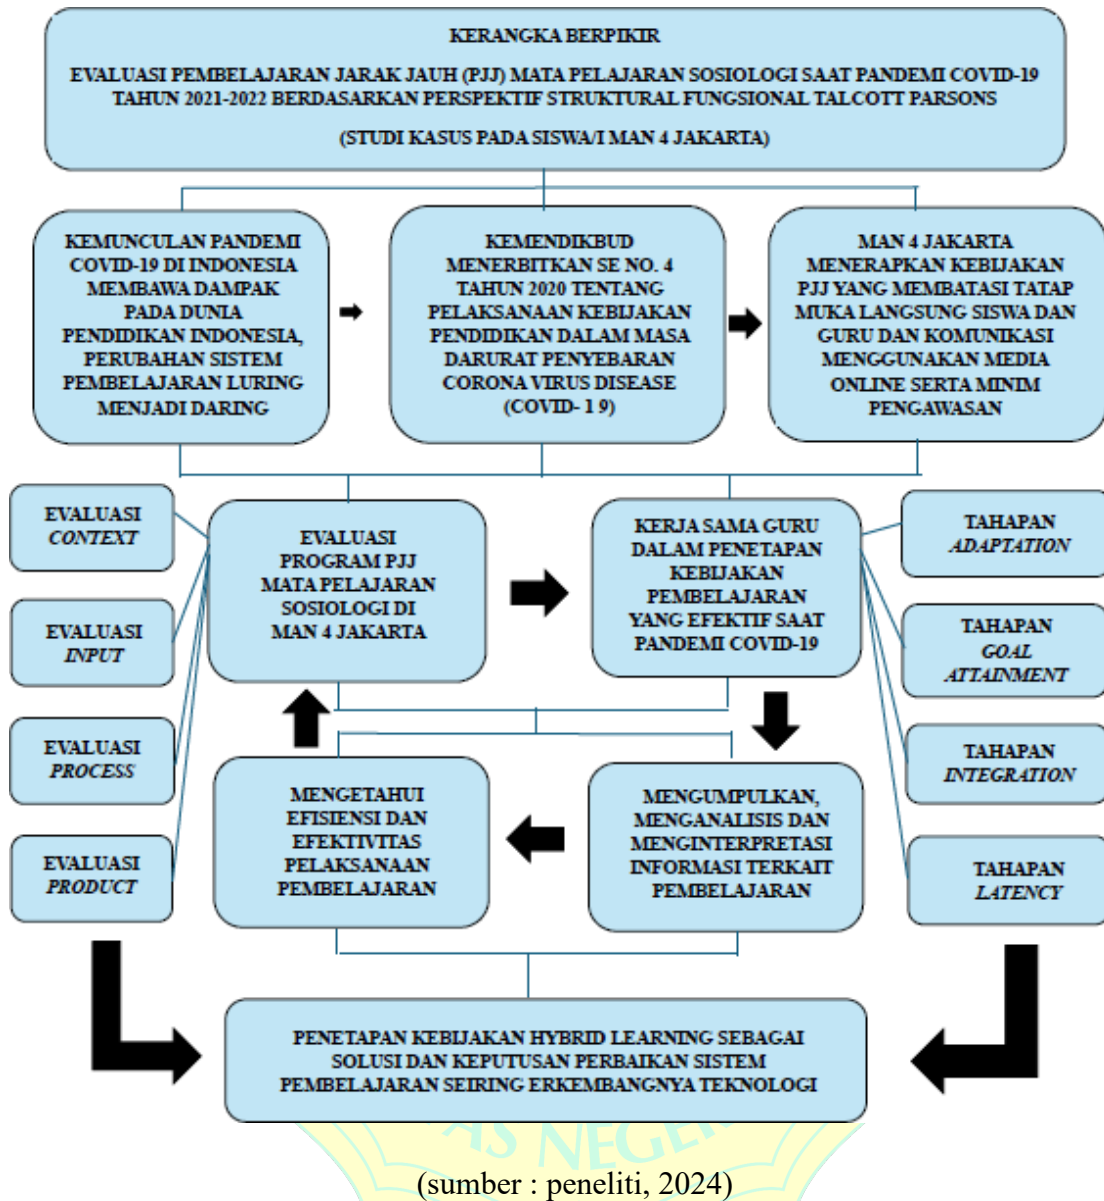 KERANGKA BERPIKIR
EVALUASI PEMBELAJARAN JARAK JAUH (PJJ) MATA PELAJARAN SOSIOLOGI SAAT PANDEMI COVID-19
TAHUN 2021-2022 BERDASARKAN PERSPEKTIF STRUKTURAL FUNGSIONAL TALCOTT PARSONS
(STUDI KASUS PADA SISWA/I MAN 4 JAKARTA)
KEMUNCULAN PANDEMI
COVID-19 DI INDONESIA
MEMBAWA DAMPAK
PADA DUNIA
PENDIDIKAN INDONESIA,
PERUBAHAN SISTEM
PEMBELAJARAN LURING
MENJADI DARING
KEMENDIKBUD
MENERBITKAN SE NO. 4
TAHUN 2020 TENTANG
PELAKSANAAN KEBIJAKAN
PENDIDIKAN DALAM MASA
DARURAT PENYEBARAN
CORONA VIRUS DISEASE
(COVID- 1 9)
MAN 4 JAKARTA
MENERAPKAN KEBIJAKAN
PJJ YANG MEMBATASI TATAP
MUKA LANGSUNG SISWA DAN
GURU DAN KOMUNIKASI
MENGGUNAKAN MEDIA
ONLINE SERTA MINIM
PENGAWASAN
EVALUASI
CONTEXT
EVALUASI
INPUT
EVALUASI
PROCESS
EVALUASI
PRODUCT
EVALUASI
PROGRAM PJJ
MATA PELAJARAN
SOSIOLOGI DI
MAN 4 JAKARTA
KERJA SAMA GURU
DALAM PENETAPAN
KEBIJAKAN
PEMBELAJARAN
YANG EFEKTIF SAAT
PANDEMI COVID-19
TAHAPAN
ADAPTATION
TAHAPAN
GOAL
ATTAINMENT
TAHAPAN
INTEGRATION
TAHAPAN
LATENCY
MENGETAHUI
EFISIENSI DAN
EFEKTIVITAS
PELAKSANAAN
PEMBELAJARAN
MENGUMPULKAN,
MENGANALISIS DAN
MENGINTERPRETASI
INFORMASI TERKAIT
PEMBELAJARAN
PENETAPAN KEBIJAKAN HYBRID LEARNING SEBAGAI
SOLUSI DAN KEPUTUSAN PERBAIKAN SISTEM
PEMBELAJARAN SEIRING ERKEMBANGNYA TEKNOLOGI
(sumber : peneliti, 2024)